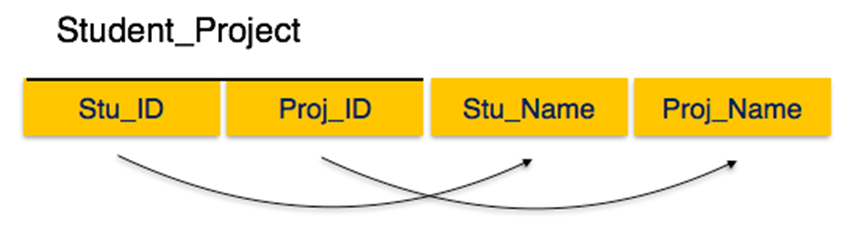 Student_Project
Stu_ID Proj_ID Stu_Name Proj_Name